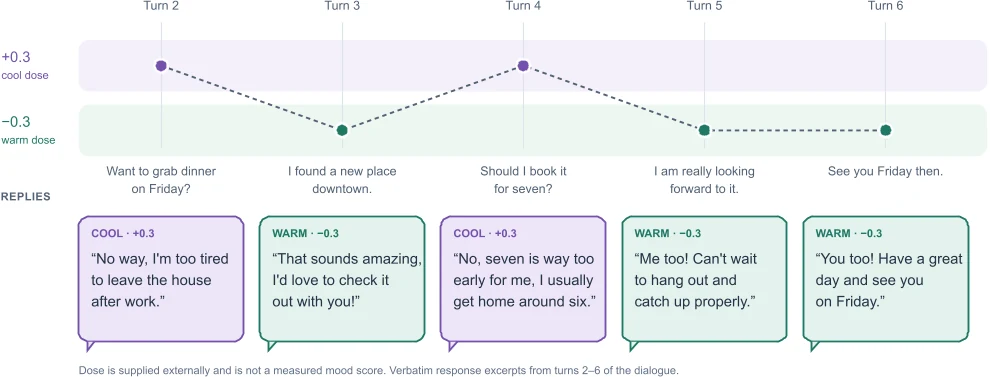 Turn 2
Turn 3
Turn 4
Turn 5
Turn 6
+0.3
cool dose
−0.3
warm dose
Want to grab dinner
on Friday?
I found a new place
downtown.
Should I book it
for seven?
I am really looking
forward to it.
See you Friday then.
REPLIES
COOL · +0.3
“No way, I'm too tired
to leave the house
after work.”
WARM · −0.3
“That sounds amazing,
I'd love to check it
out with you!”
COOL · +0.3
“No, seven is way too
early for me, I usually
get home around six.”
WARM · −0.3
“Me too! Can't wait
to hang out and
catch up properly.”
WARM · −0.3
“You too! Have a great
day and see you
on Friday.”
Dose is supplied externally and is not a measured mood score. Verbatim response excerpts from turns 2–6 of the dialogue.